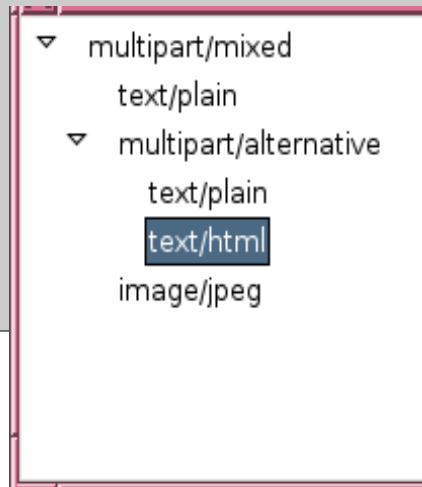 multipart/mixed
text/plain
multipart/alternative
text/plain
text/html
image/jpeg